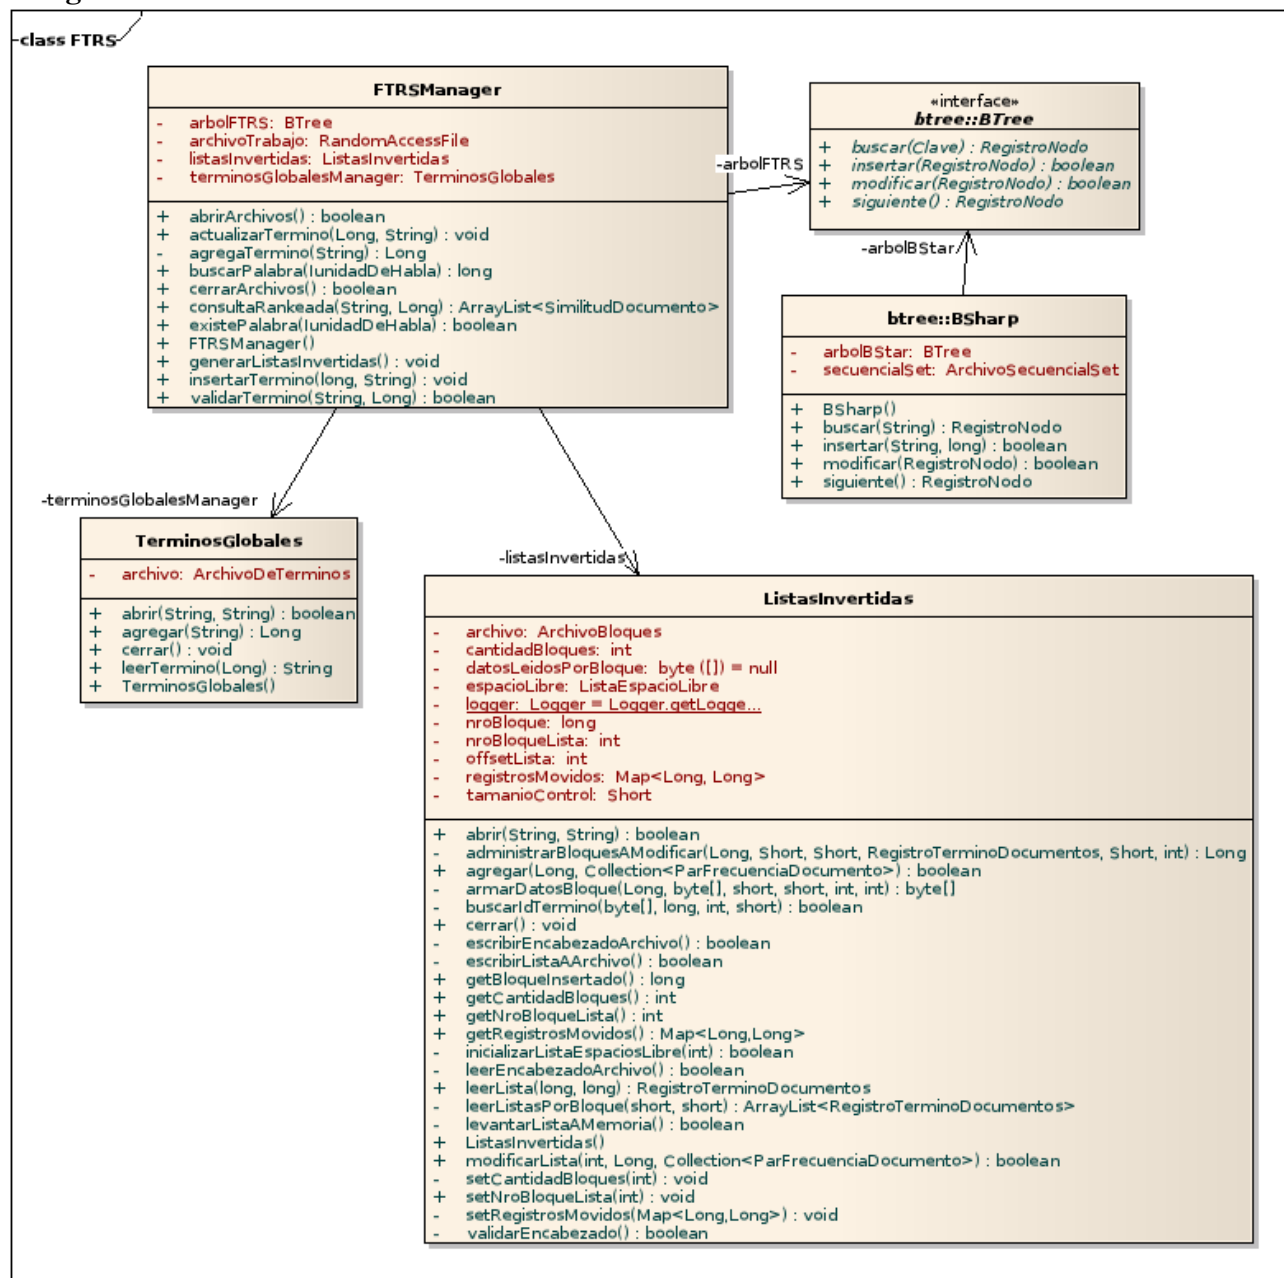 class FTRS
FTRSManager
- arbolFTRS: BTree
- archivoTrabajo: RandomAccessFile
- listasInvertidas: ListasInvertidas
- terminosGlobalesManager: TerminosGlobales
+ abrirArchivos() : boolean
+ actualizarTermino(Long, String) : void
- agregaTermino(String) : Long
+ buscarPalabra(IunidadDeHabla) : long
+ cerrarArchivos() : boolean
+ consultaRankeada(String, Long) : ArrayList<SimilitudDocumento>
+ existePalabra(IunidadDeHabla) : boolean
+ FTRSManager()
+ generarListasInvertidas() : void
+ insertarTermino(long, String) : void
+ validarTermino(String, Long) : boolean
-arbolFTRS
«interface»
btree::BTree
+ buscar(Clave) : RegistroNodo
+ insertar(RegistroNodo) : boolean
+ modificar(RegistroNodo) : boolean
+ siguiente() : RegistroNodo
-arbolBStar
btree::BSharp
- arbolBStar: BTree
- secuencialSet: ArchivoSecuencialSet
+ BSharp()
+ buscar(String) : RegistroNodo
+ insertar(String, long) : boolean
+ modificar(RegistroNodo) : boolean
+ siguiente() : RegistroNodo
-terminosGlobalesManager
TerminosGlobales
- archivo: ArchivoDeTerminos
+ abrir(String, String) : boolean
+ agregar(String) : Long
+ cerrar() : void
+ leerTermino(Long) : String
+ TerminosGlobales()
-listasInvertidas
ListasInvertidas
- archivo: ArchivoBloques
- cantidadBloques: int
- datosLeidosPorBloque: byte ([]) = null
- espacioLibre: ListaEspacioLibre
- logger: Logger = Logger.getLogge...
- nroBloque: long
- nroBloqueLista: int
- offsetLista: int
- registrosMovidos: Map<Long, Long>
- tamanioControl: Short
+ abrir(String, String) : boolean
- administrarBloquesAModificar(Long, Short, Short, RegistroTerminoDocumentos, Short, int) : Long
+ agregar(Long, Collection<ParFrecuenciaDocumento>) : boolean
- armarDatosBloque(Long, byte[], short, short, int, int) : byte[]
- buscarIdTermino(byte[], long, int, short) : boolean
+ cerrar() : void
- escribirEncabezadoArchivo() : boolean
- escribirListaAArchivo() : boolean
+ getBloqueInsertado() : long
+ getCantidadBloques() : int
+ getNroBloqueLista() : int
+ getRegistrosMovidos() : Map<Long,Long>
- inicializarListaEspaciosLibre(int) : boolean
- leerEncabezadoArchivo() : boolean
+ leerLista(long, long) : RegistroTerminoDocumentos
- leerListasPorBloque(short, short) : ArrayList<RegistroTerminoDocumentos>
- levantarListaAMemoria() : boolean
+ ListasInvertidas()
+ modificarLista(int, Long, Collection<ParFrecuenciaDocumento>) : boolean
- setCantidadBloques(int) : void
+ setNroBloqueLista(int) : void
- setRegistrosMovidos(Map<Long,Long>) : void
- validarEncabezado() : boolean